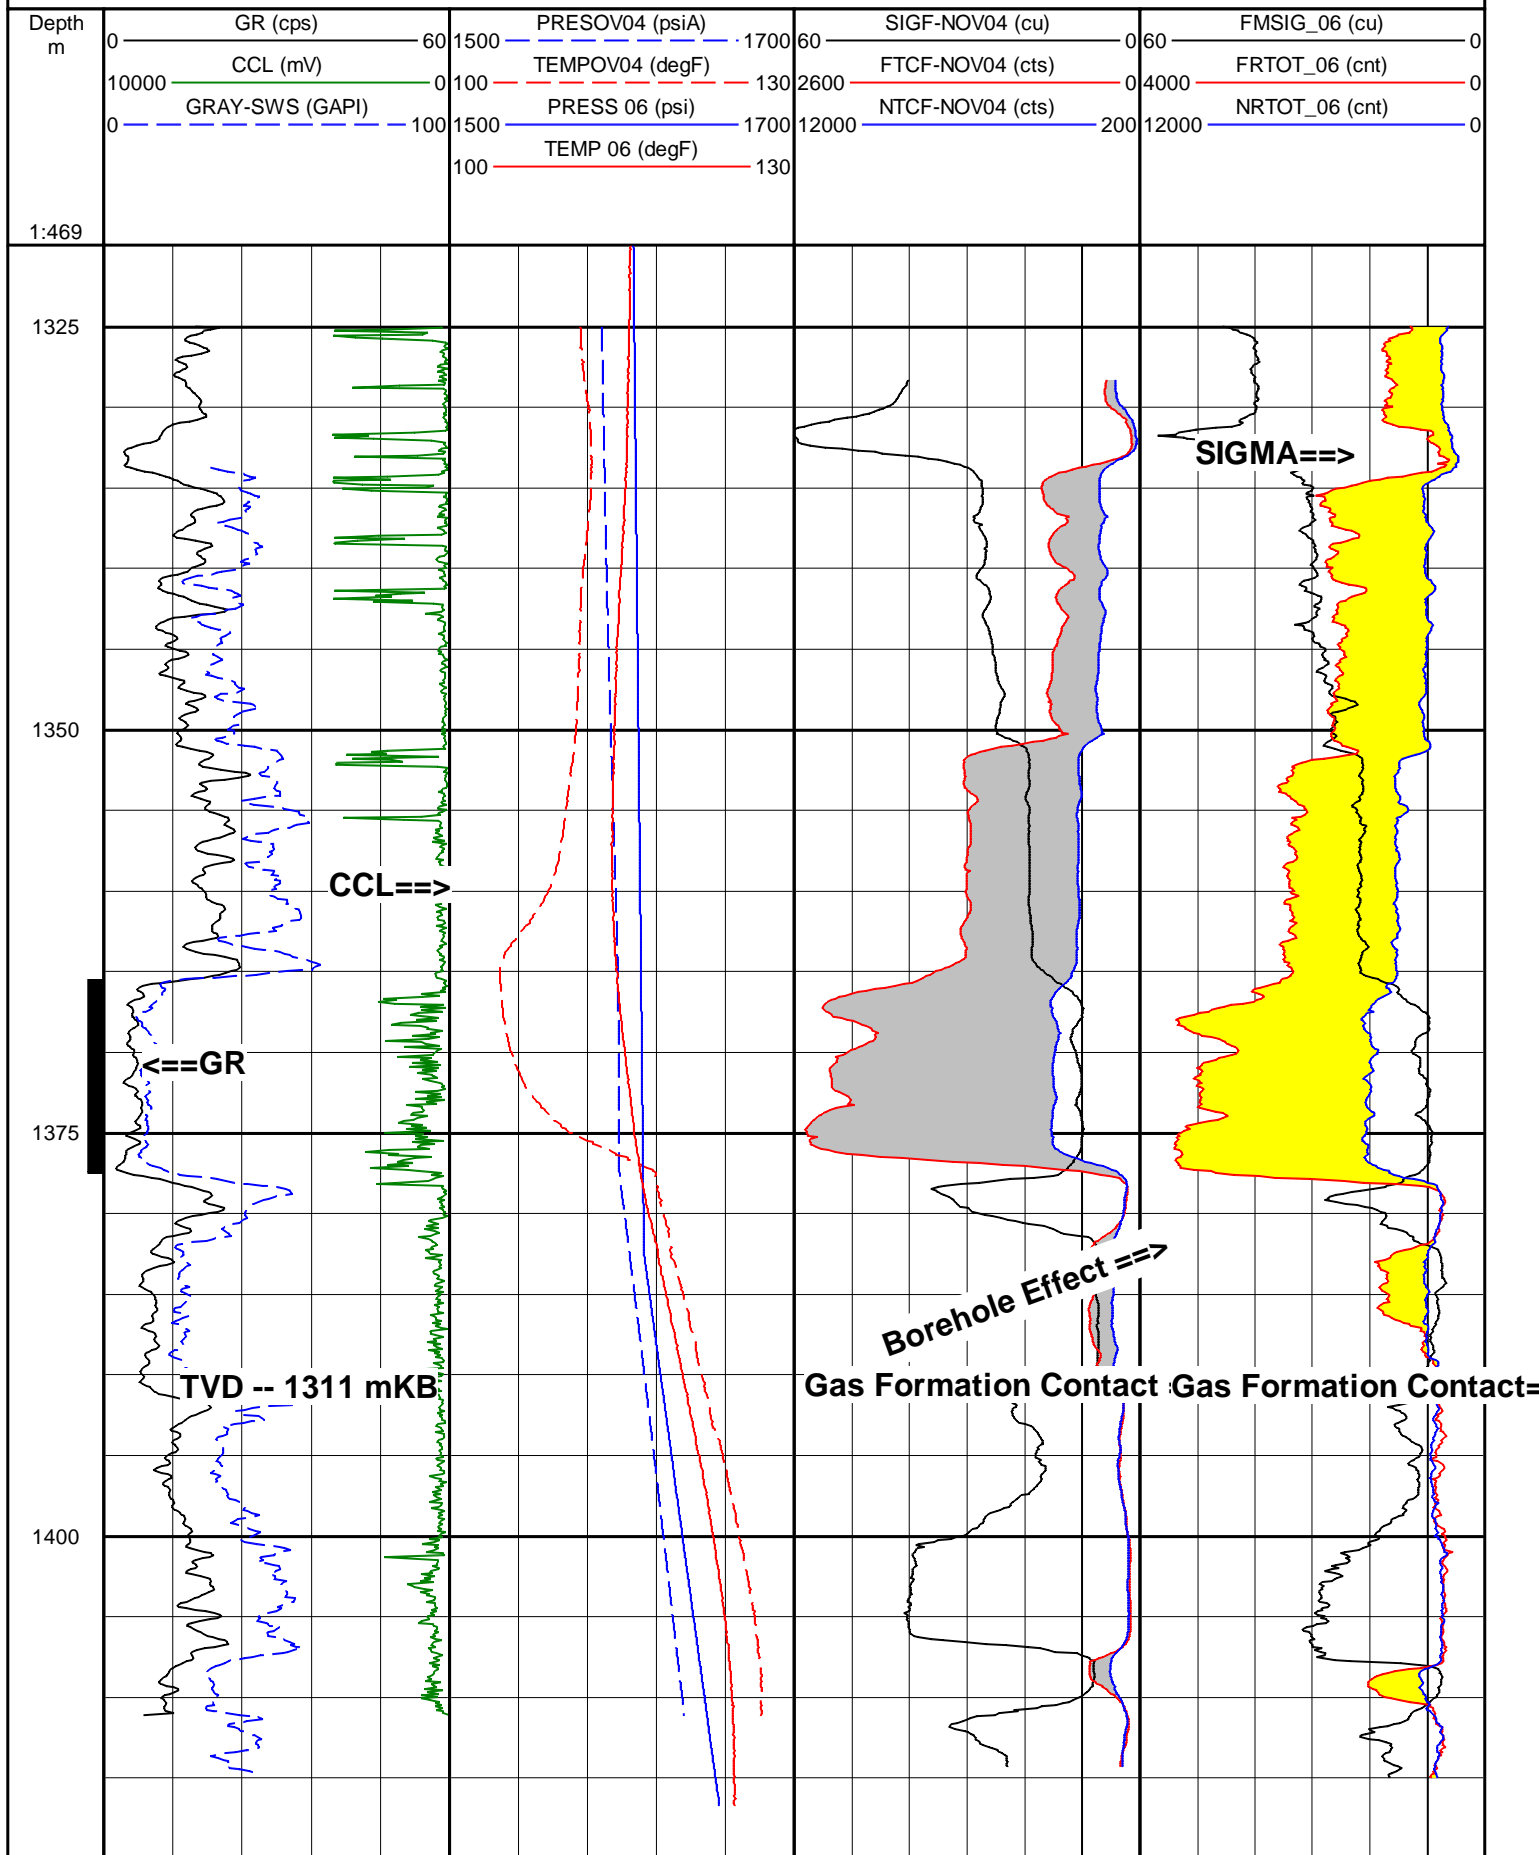 Depth
m
1:469
GR (cps)
0 60
CCL (mV)
10000 0
GRAY-SWS (GAPI)
0 100
PRESOV04 (psiA)
1500 1700
TEMPOV04 (degF)
100 130
PRESS 06 (psi)
1500 1700
TEMP 06 (degF)
100 130
SIGF-NOV04 (cu)
60 0
FTCF-NOV04 (cts)
2600 0
NTCF-NOV04 (cts)
12000 200
FMSIG_06 (cu)
60 0
FRTOT_06 (cnt)
4000 0
NRTOT_06 (cnt)
12000 0
1325
SIGMA==>
1350
CCL==>
<==GR
1375
Borehole Effect ==>
TVD -- 1311 mKB
Gas Formation Contact =
Gas Formation Contact=
1400